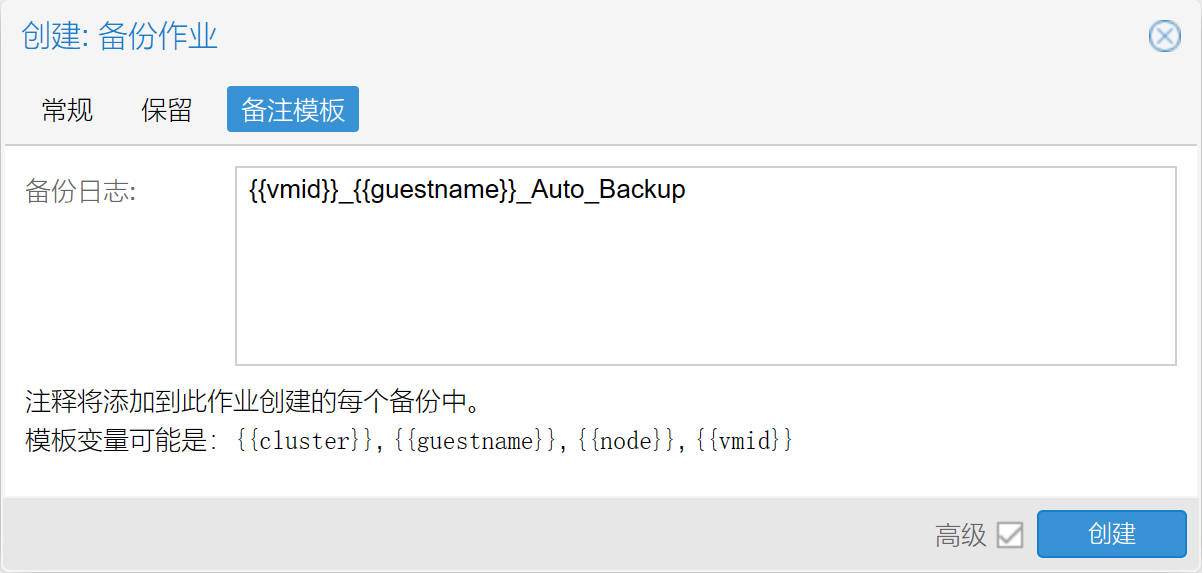 创建: 备份作业
常规 保留 备注模板
备份日志: {{vmid}}_{{guestname}}_Auto_Backup
注释将添加到此作业创建的每个备份中。
模板变量可能是: {{cluster}}, {{guestname}}, {{node}}, {{vmid}}
高级 创建